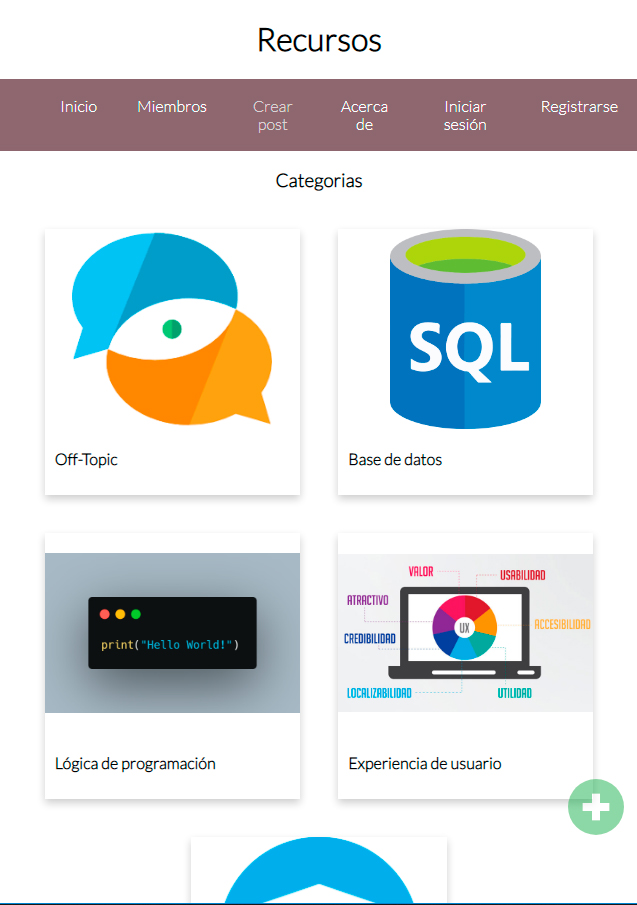 Recursos
Inicio
Miembros
Crear
post
Acerca
de
Iniciar
sesión
Registrarse
Categorias
SQL
Off-Topic
Base de datos
print("Hello World!")
VALOR
USABILIDAD
ATRACTIVO
UX
ACCESIBILIDAD
CREDIBILIDAD
LOCALIZABILIDAD
UTILIDAD
Lógica de programación
Experiencia de usuario